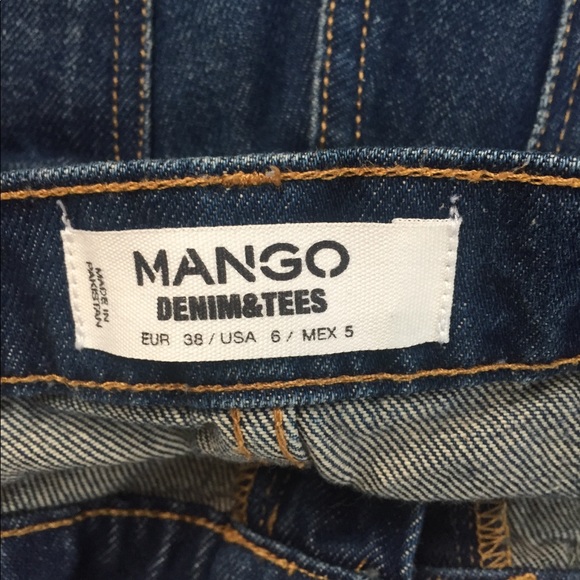 MANGO
DENIM&TEES
EUR 38 / USA 6 / MEX 5
MADE IN
PAKISTAN